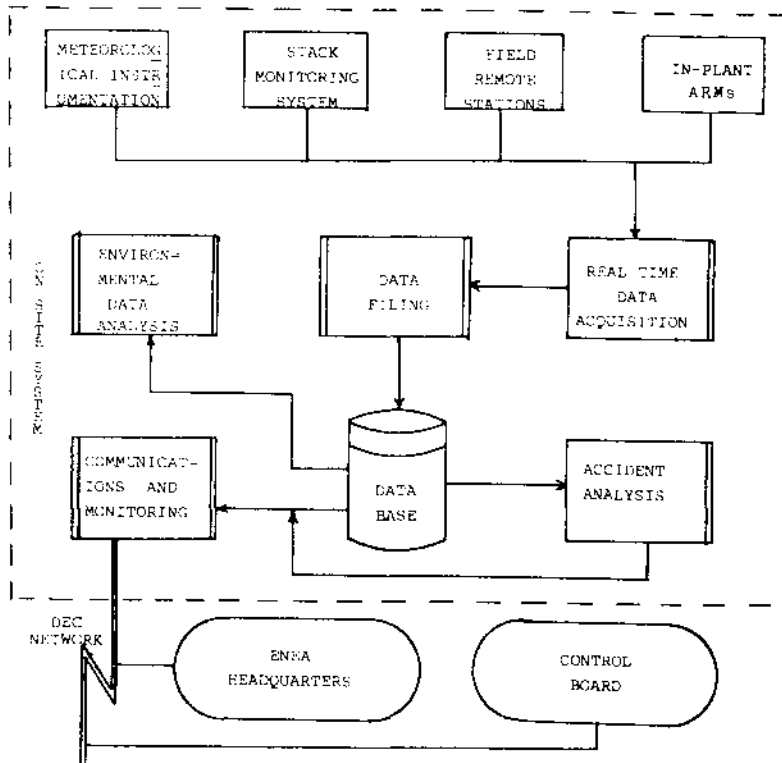 METEOROLOG
ICAL INSTR
UMENTATION
STACK
MONITORING
SYSTEM
FIELD
REMOTE
STATIONS
IN-PLANT
ARMs
ENVIRON-
MENTAL
DATA
ANALYSIS
DATA
FILING
REAL TIME
DATA
ACQUISITION
ON SITE SYSTEM
COMMUNICAT-
IONS AND
MONITORING
DATA
BASE
ACCIDENT
ANALYSIS
DEC
NETWORK
ENEA
HEADQUARTERS
CONTROL
BOARD